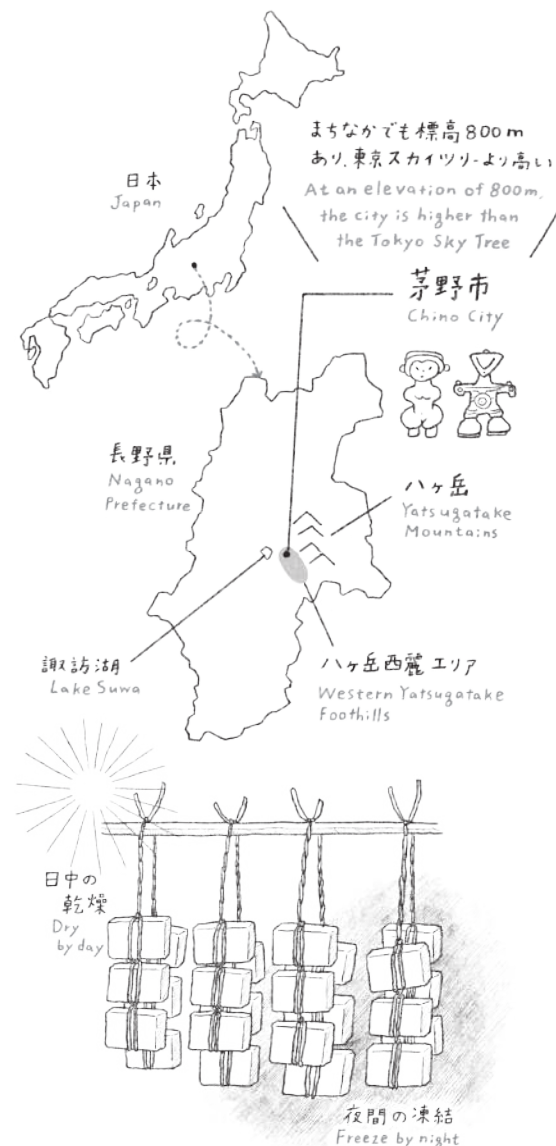 まちなかでも標高800m
あり、東京スカイツリーより高い
At an elevation of 800m,
the city is higher than
the Tokyo Sky Tree
日本
Japan
茅野市
Chino City
長野県
Nagano
Prefecture
八ヶ岳
Yatsugatake
Mountains
諏訪湖
Lake Suwa
八ヶ岳西麓エリア
Western Yatsugatake
Foothills
日中の
乾燥
Dry
by day
夜間の凍結
Freeze by night